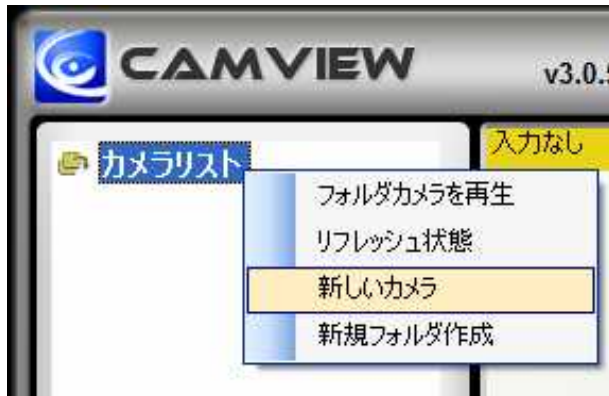 CAMVIEW
v3.0.5
カメラリスト
入力なし
フォルダカメラを再生
リフレッシュ状態
新しいカメラ
新規フォルダ作成